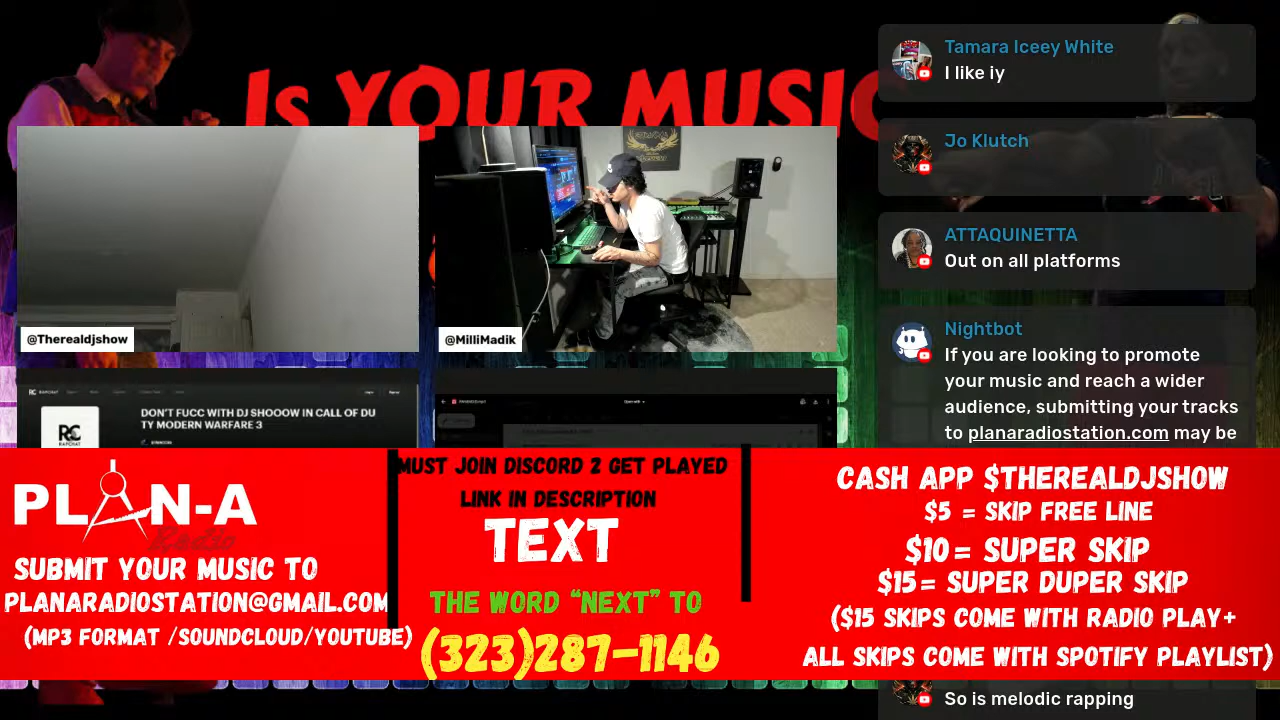 Is YOUR MUSIC
@Therealdjshow
@MilliMadik
RC RAPCHAT
DON'T FUCC WITH DJ SHOOOW IN CALL OF DU
TY MODERN WARFARE 3
RC
RAPCHAT
Tamara Iceey White
I like iy
Jo Klutch
ATTAQUINETTA
Out on all platforms
Nightbot
If you are looking to promote
your music and reach a wider
audience, submitting your tracks
to planaradiostation.com may be
So is melodic rapping
PLAN-A
Radio
SUBMIT YOUR MUSIC TO
PLANARADIOSTATION@GMAIL.COM
(MP3 FORMAT /SOUNDCLOUD/YOUTUBE)
MUST JOIN DISCORD 2 GET PLAYED
LINK IN DESCRIPTION
TEXT
THE WORD “NEXT” TO
(323)287-1146
CASH APP $THEREALDJSHOW
$5 = SKIP FREE LINE
$10= SUPER SKIP
$15= SUPER DUPER SKIP
($15 SKIPS COME WITH RADIO PLAY+
ALL SKIPS COME WITH SPOTIFY PLAYLIST)